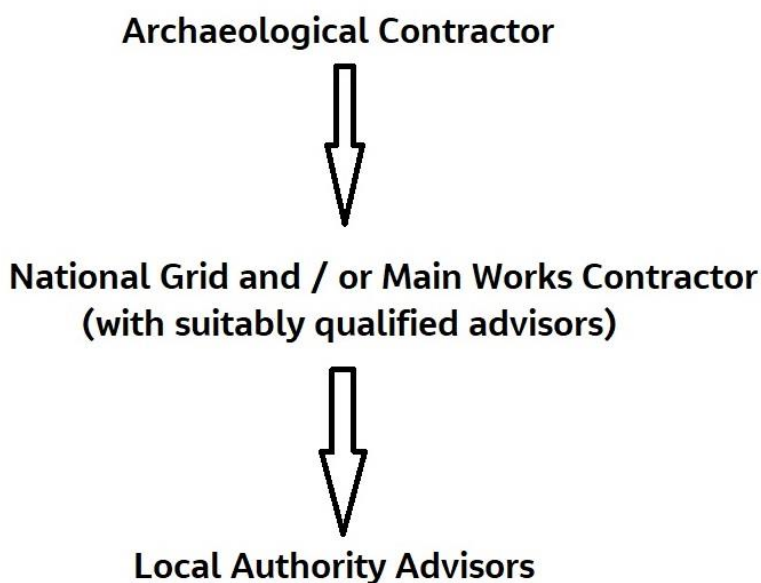 Archaeological Contractor
National Grid and / or Main Works Contractor
(with suitably qualified advisors)
Local Authority Advisors